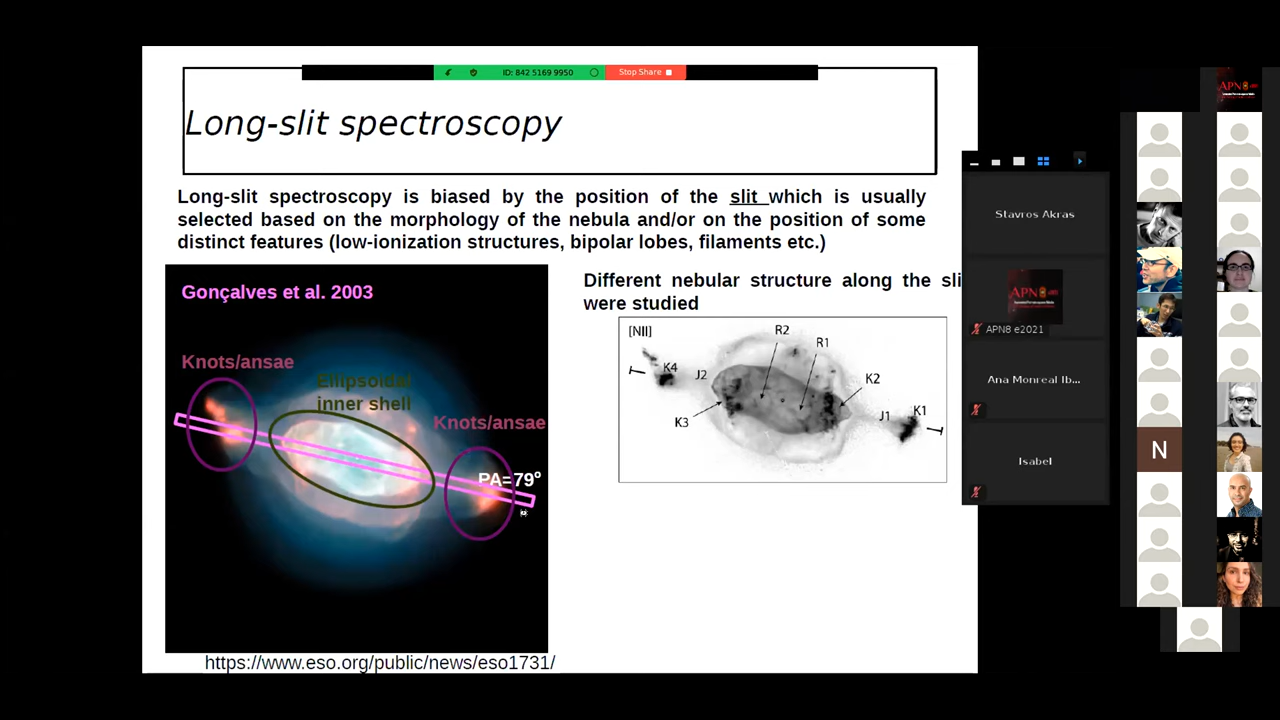 ID: 842 5169 9950
Stop Share
Long-slit spectroscopy
Long-slit spectroscopy is biased by the position of the slit which is usually
selected based on the morphology of the nebula and/or on the position of some
distinct features (low-ionization structures, bipolar lobes, filaments etc.)
Gonçalves et al. 2003
Knots/ansae
Ellipsoidal
inner shell
Knots/ansae
PA=79º
https://www.eso.org/public/news/eso1731/
Different nebular structure along the sli
were studied
[NII]
R2
R1
K4
J2
K2
K3
J1
K1
Stavros Akras
APN8
APN8 e2021
Ana Monreal Ib...
Isabel
APN8
N